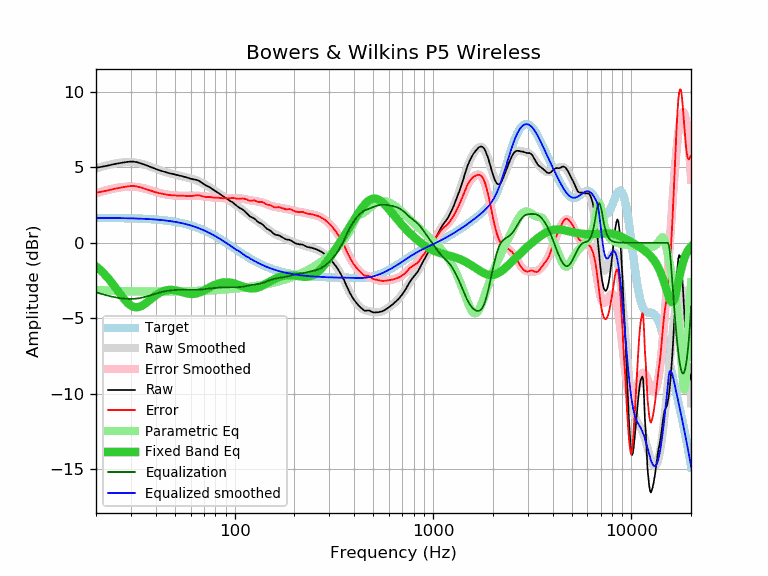 Bowers & Wilkins P5 Wireless
Amplitude (dBr)
10
5
0
−5
−10
−15
Target
Raw Smoothed
Error Smoothed
Raw
Error
Parametric Eq
Fixed Band Eq
Equalization
Equalized smoothed
100
1000
10000
Frequency (Hz)